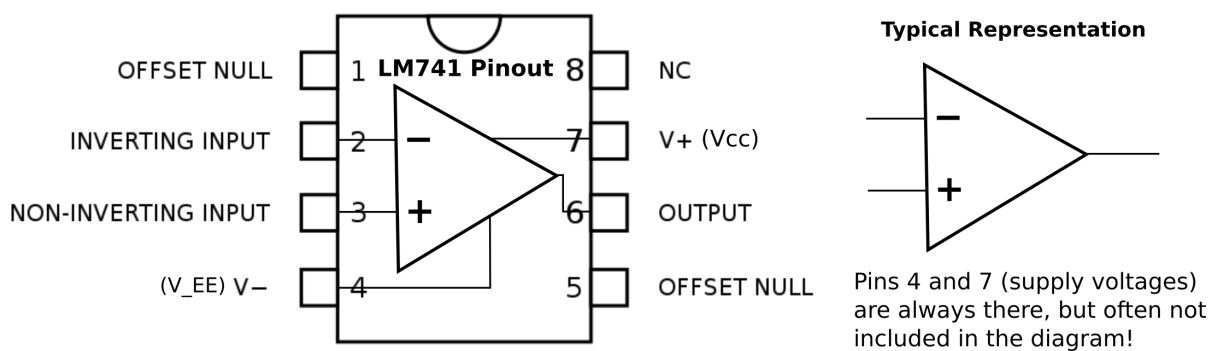 Typical Representation
LM741 Pinout
OFFSET NULL 1
8 NC
INVERTING INPUT 2
7 V+ (Vcc)
NON-INVERTING INPUT 3
6 OUTPUT
(V_EE) V− 4
5 OFFSET NULL
−
+
−
+
Pins 4 and 7 (supply voltages)
are always there, but often not
included in the diagram!